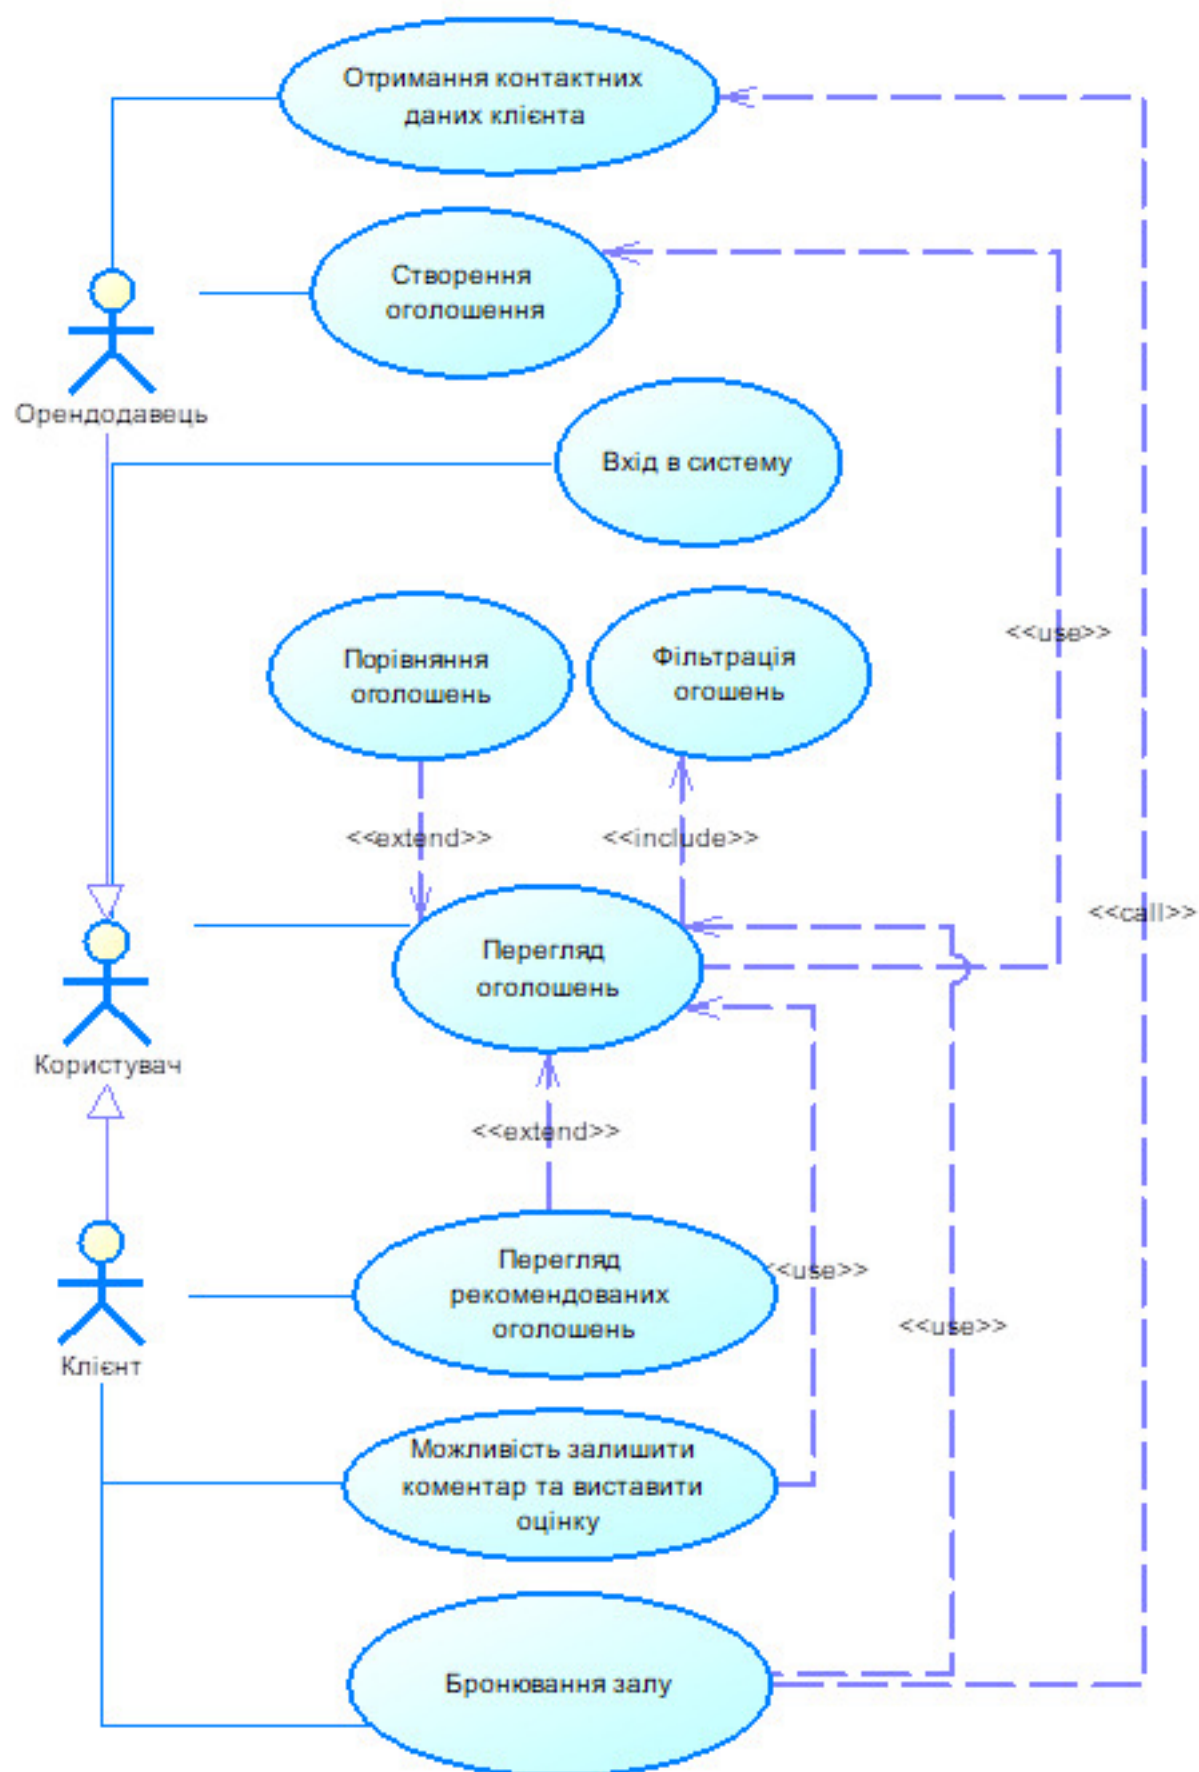 Отримання контактних
даних клієнта
Створення
оголошення
Орендодавець
Вхід в систему
<<use>>
Порівняння
оголошень
Фільтрація
огошень
<<extend>>
<<include>>
<<call>>
Перегляд
оголошень
Користувач
<<extend>>
Перегляд
рекомендованих
оголошень
<<use>>
<<use>>
Клієнт
Можливість залишити
коментар та виставити
оцінку
Бронювання залу